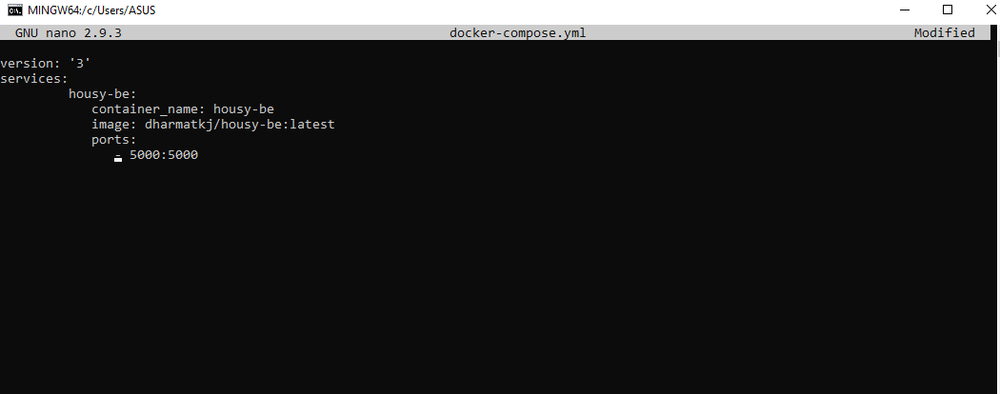 MINGW64:/c/Users/ASUS
GNU nano 2.9.3 docker-compose.yml Modified
version: '3'
services:
housy-be:
container_name: housy-be
image: dharmatkj/housy-be:latest
ports:
- 5000:5000